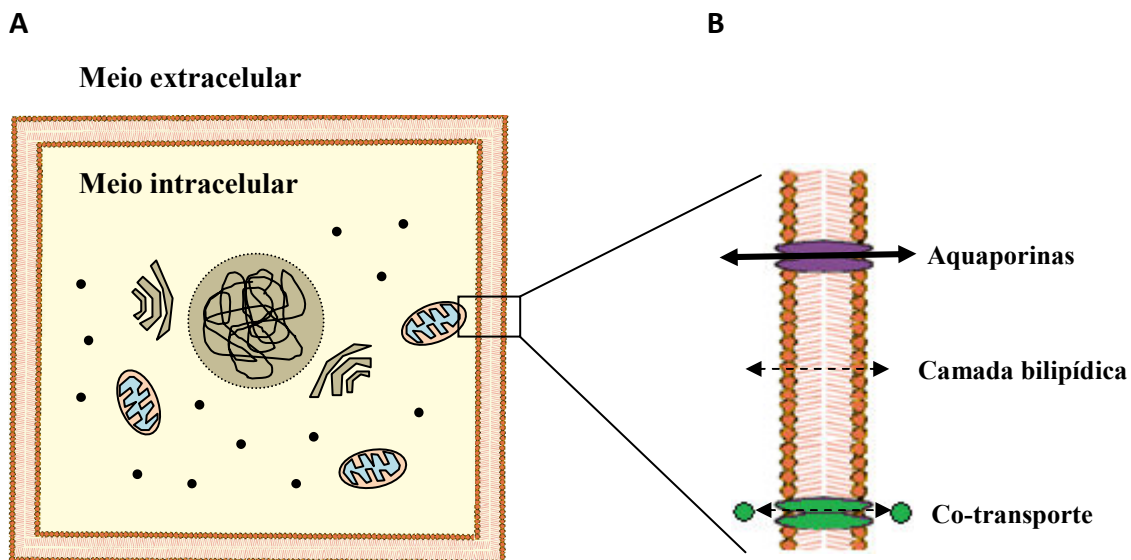 A
B
Meio extracelular
Meio intracelular
Aquaporinas
Camada bilipídica
Co-transporte